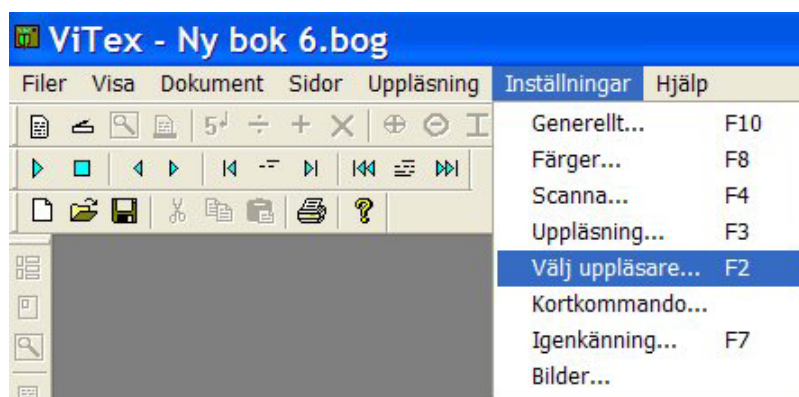 ViTex - Ny bok 6.bog
Filer Visa Dokument Sidor Uppläsning Inställningar Hjälp
Generellt... F10
Färger... F8
Scanna... F4
Uppläsning... F3
Välj uppläsare... F2
Kortkommando...
Igenkänning... F7
Bilder...